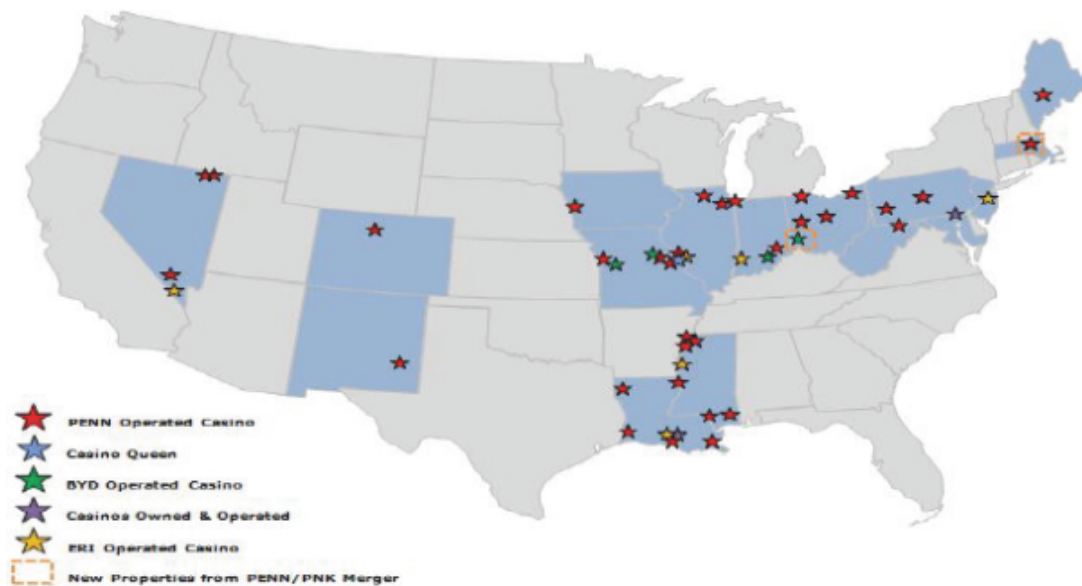 PENN Operated Casino
Casino Queen
BYD Operated Casino
Casinos Owned & Operated
ERI Operated Casino
New Properties from PENN/PNK Merger